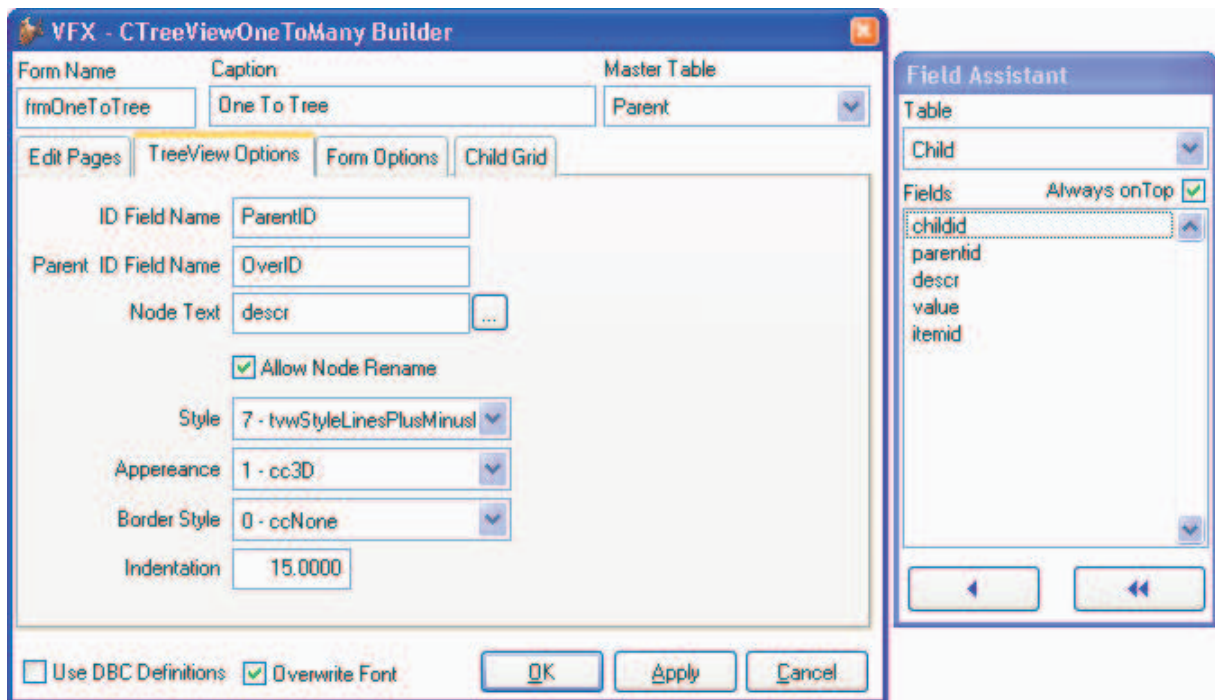 VFX - CTreeViewOneToMany Builder
Form Name Caption Master Table
frmOneToTree One To Tree Parent
Edit Pages TreeView Options Form Options Child Grid
ID Field Name ParentID
Parent ID Field Name OverID
Node Text descr ...
Allow Node Rename
Style 7 - tvwStyleLinesPlusMinusI
Appereance 1 - cc3D
Border Style 0 - ccNone
Indentation 15.0000
Use DBC Definitions Overwrite Font OK Apply Cancel
Field Assistant
Table
Child
Fields Always onTop
childid
parentid
descr
value
itemid